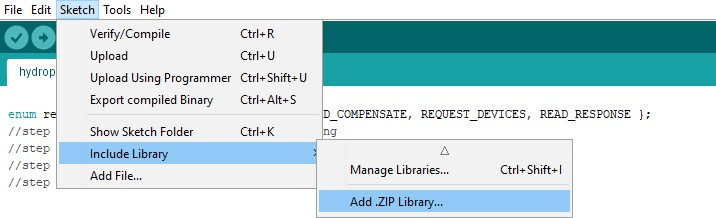 File Edit Sketch Tools Help
Verify/Compile Ctrl+R
Upload Ctrl+U
Upload Using Programmer Ctrl+Shift+U
Export compiled Binary Ctrl+Alt+S
Show Sketch Folder Ctrl+K
Include Library
Add File...
Manage Libraries... Ctrl+Shift+I
Add .ZIP Library...
hydrop
enum re D_COMPENSATE, REQUEST_DEVICES, READ_RESPONSE };
//step ng
//step
//step
//step